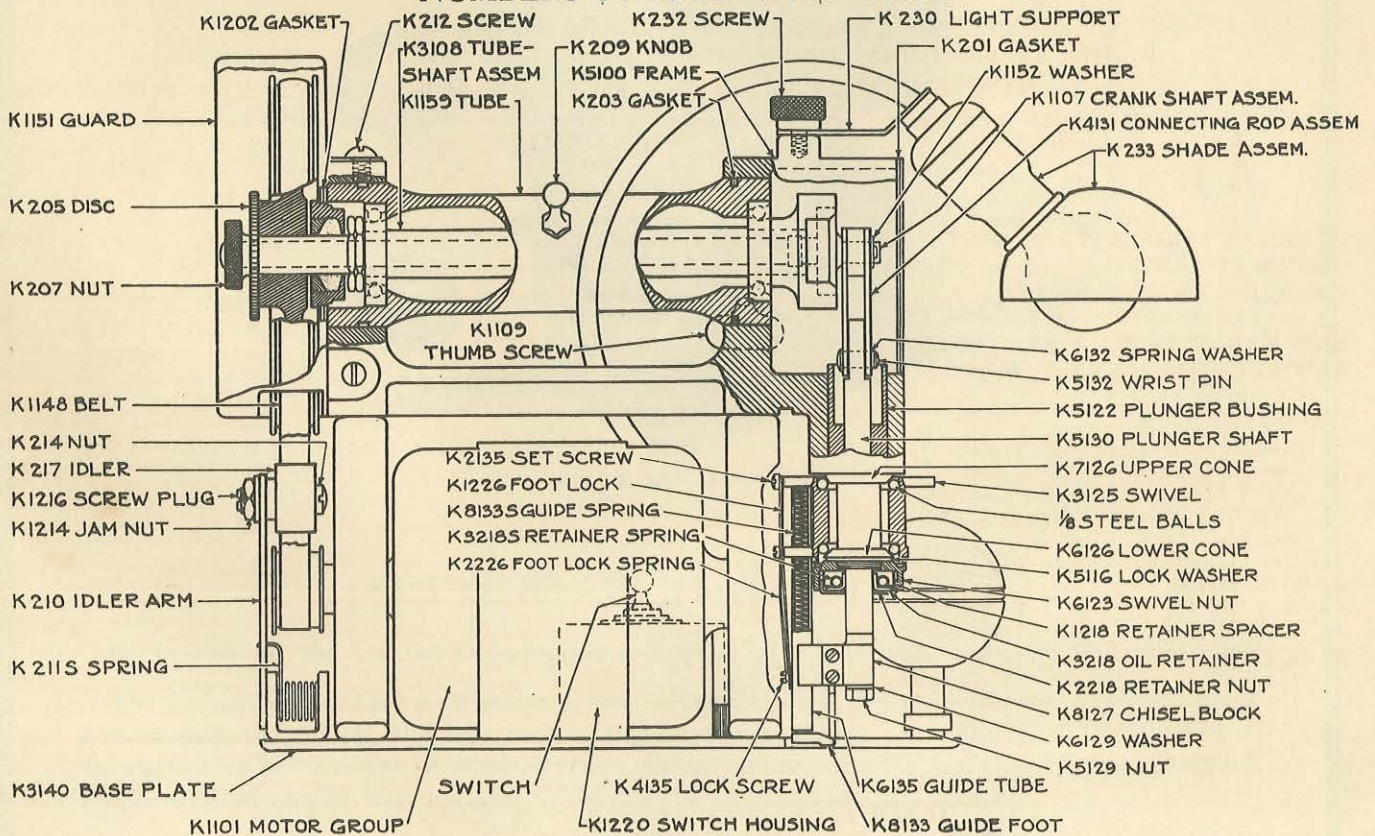 K1202 GASKET
K212 SCREW
K3108 TUBE-
SHAFT ASSEM
K1159 TUBE
K209 KNOB
K232 SCREW
K5100 FRAME
K203 GASKET
K 230 LIGHT SUPPORT
K201 GASKET
K1152 WASHER
K1107 CRANK SHAFT ASSEM.
K4131 CONNECTING ROD ASSEM
K 233 SHADE ASSEM.
K1151 GUARD
K205 DISC
K207 NUT
K1109
THUMB SCREW
K1148 BELT
K214 NUT
K 217 IDLER
K1216 SCREW PLUG
K1214 JAM NUT
K210 IDLER ARM
K 211S SPRING
K3140 BASE PLATE
K2135 SET SCREW
K1226 FOOT LOCK
K8133S GUIDE SPRING
K3218S RETAINER SPRING
K2226 FOOT LOCK SPRING
K6132 SPRING WASHER
K5132 WRIST PIN
K5122 PLUNGER BUSHING
K5130 PLUNGER SHAFT
K7126 UPPER CONE
K3125 SWIVEL
1/8 STEEL BALLS
K6126 LOWER CONE
K5116 LOCK WASHER
K6123 SWIVEL NUT
K1218 RETAINER SPACER
K3218 OIL RETAINER
K2218 RETAINER NUT
K8127 CHISEL BLOCK
K6129 WASHER
K5129 NUT
SWITCH
K4135 LOCK SCREW
K6135 GUIDE TUBE
K1101 MOTOR GROUP
K1220 SWITCH HOUSING
K8133 GUIDE FOOT